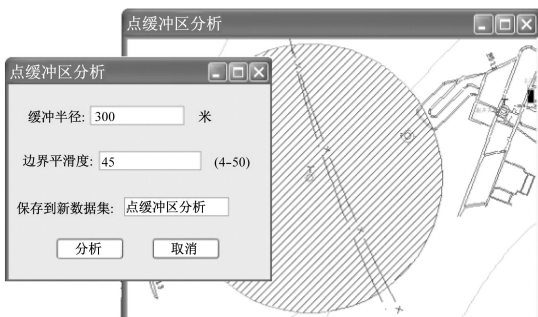 点缓冲区分析
点缓冲区分析
缓冲半径: 300 米
边界平滑度: 45 (4-50)
保存到新数据集: 点缓冲区分析
分析 取消